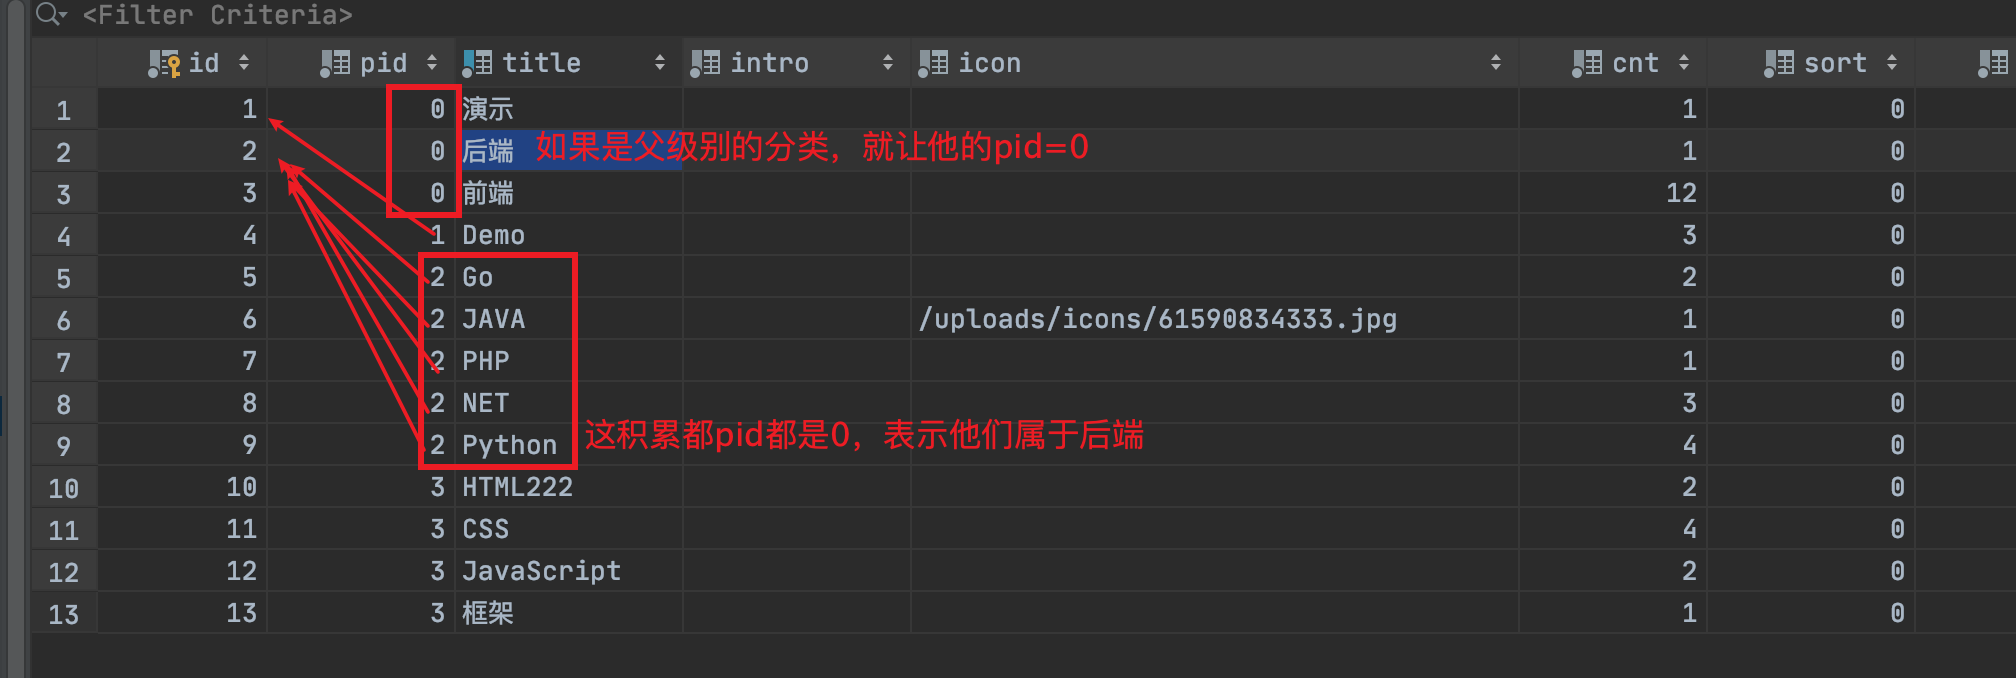 <Filter Criteria>
id pid title intro icon cnt sort
1 1 0 演示 1 0
2 2 0 后端 如果是父级别的分类，就让他的pid=0 1 0
3 3 0 前端 12 0
4 4 1 Demo 3 0
5 5 2 Go 2 0
6 6 2 JAVA /uploads/icons/61590834333.jpg 1 0
7 7 2 PHP 1 0
8 8 2 NET 3 0
9 9 2 Python 这积累都pid都是0，表示他们属于后端 4 0
10 10 3 HTML222 2 0
11 11 3 CSS 4 0
12 12 3 JavaScript 2 0
13 13 3 框架 1 0